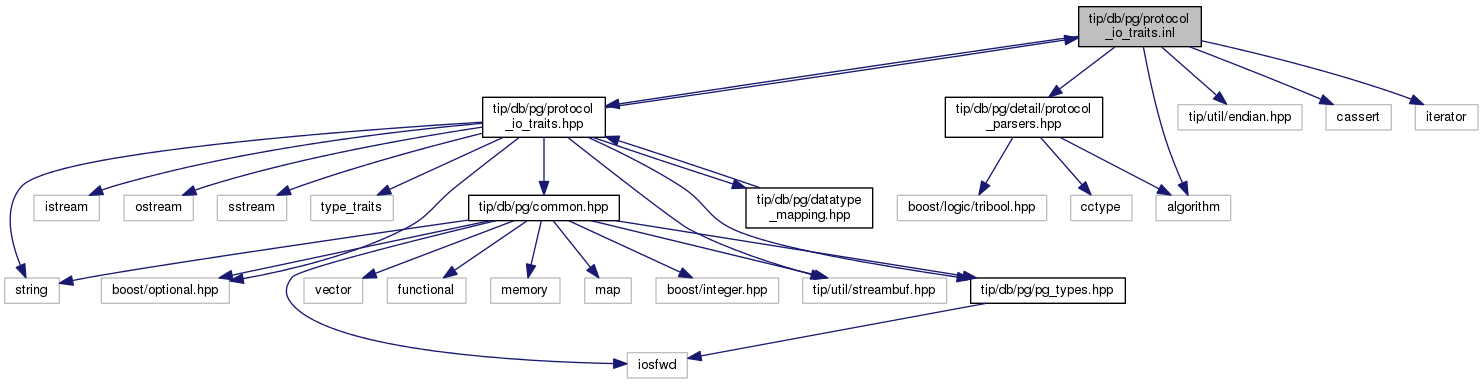 tip/db/pg/protocol
_io_traits.inl
tip/db/pg/protocol
_io_traits.hpp
tip/db/pg/detail/protocol
_parsers.hpp
tip/util/endian.hpp
cassert
iterator
istream
ostream
sstream
type_traits
tip/db/pg/common.hpp
tip/db/pg/datatype
_mapping.hpp
boost/logic/tribool.hpp
cctype
algorithm
string
boost/optional.hpp
vector
functional
memory
map
boost/integer.hpp
tip/util/streambuf.hpp
tip/db/pg/pg_types.hpp
iosfwd